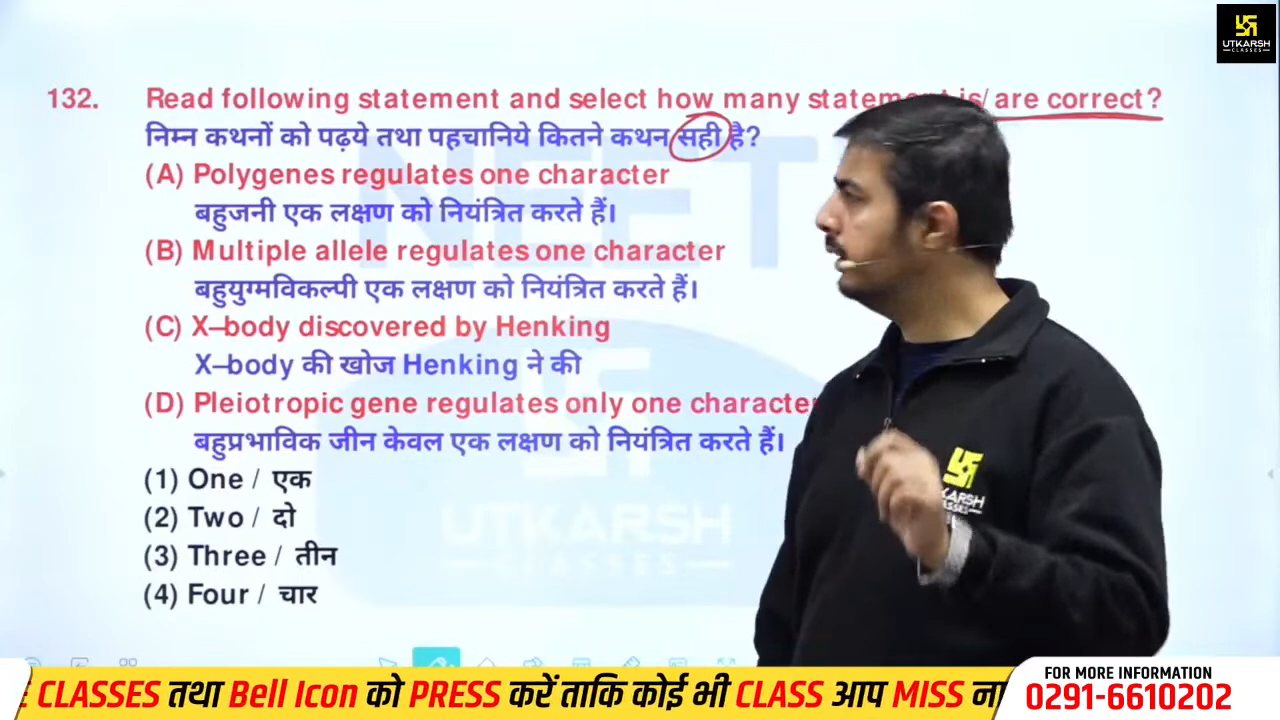 UTKARSH
CLASSES
132. Read following statement and select how many statement is/are correct?
निम्न कथनों को पढ़ये तथा पहचानिये कितने कथन सही है?
(A) Polygenes regulates one character
बहुजनी एक लक्षण को नियंत्रित करते हैं।
(B) Multiple allele regulates one character
बहुयुग्मविकल्पी एक लक्षण को नियंत्रित करते हैं।
(C) X–body discovered by Henking
X–body की खोज Henking ने की
(D) Pleiotropic gene regulates only one character
बहुप्रभाविक जीन केवल एक लक्षण को नियंत्रित करते हैं।
(1) One / एक
(2) Two / दो
(3) Three / तीन
(4) Four / चार
NEET
UTKARSH
CLASSES
CLASSES तथा Bell Icon को PRESS करें ताकि कोई भी CLASS आप MISS
FOR MORE INFORMATION
0291-6610202